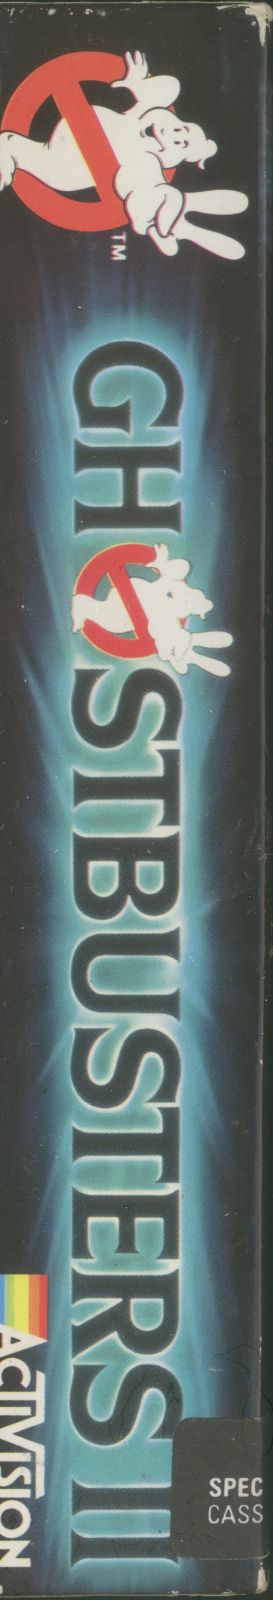 ™
GHOSTBUSTERS II
ACTIVISION
SPEC
CASS